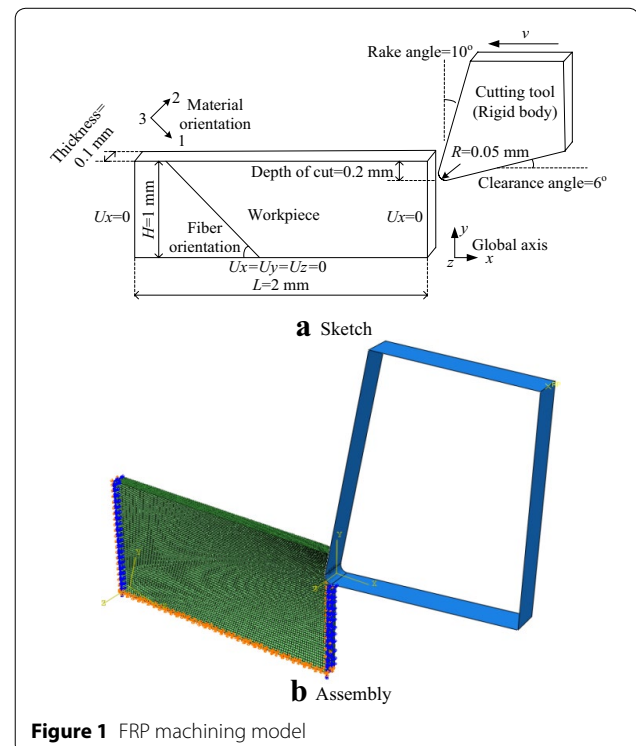 v
Rake angle=10°
Cutting tool
(Rigid body)
2
3
1
Material
orientation
Thickness=
0.1 mm
Depth of cut=0.2 mm
R=0.05 mm
Clearance angle=6°
Ux=0
H=1 mm
Fiber
orientation
Workpiece
Ux=0
Ux=Uy=Uz=0
y
z
x
Global axis
L=2 mm
a Sketch
b Assembly
Figure 1 FRP machining model